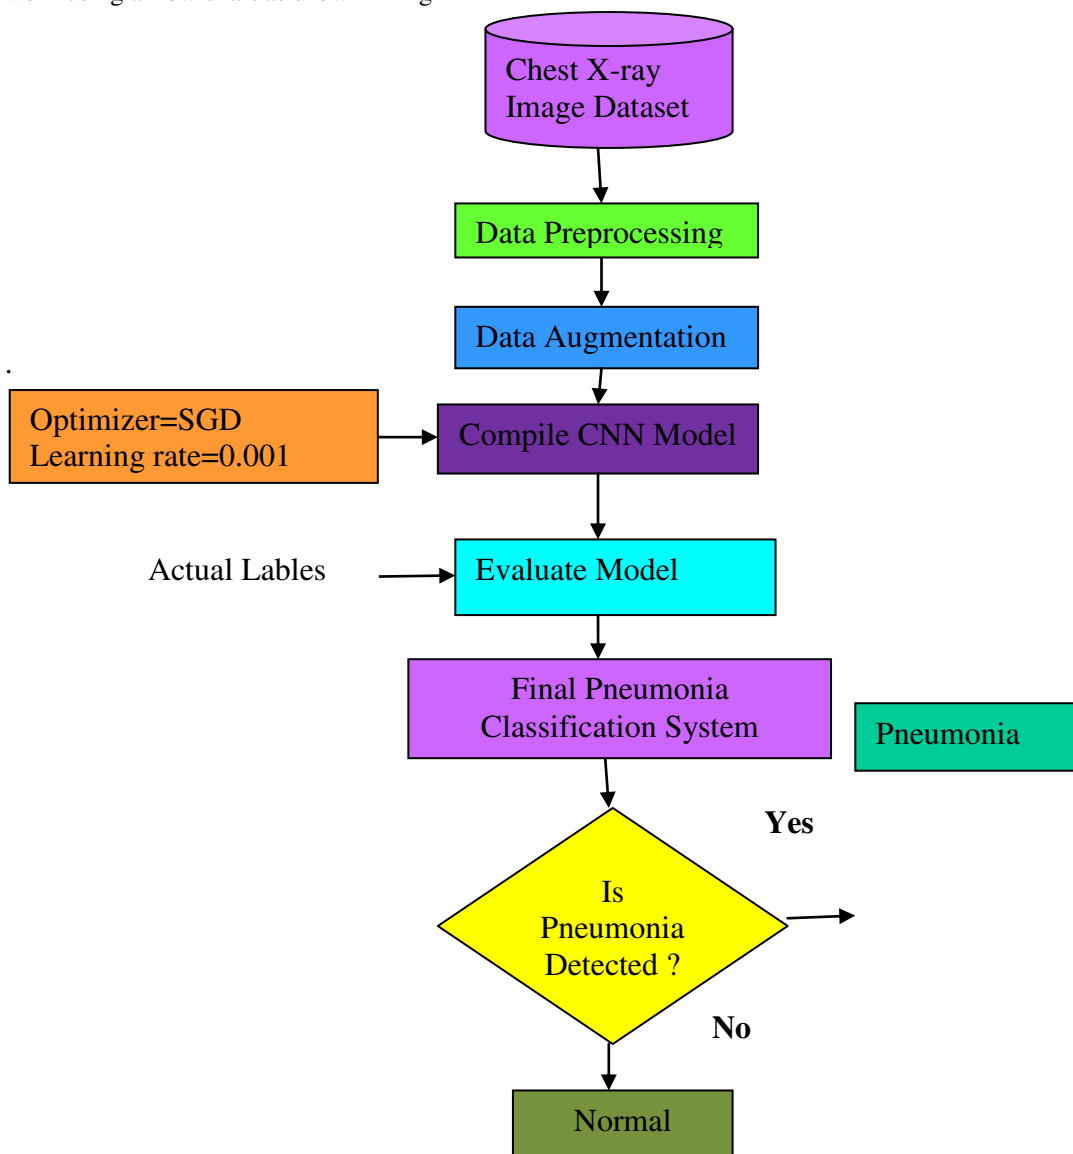 Chest X-ray
Image Dataset
Data Preprocessing
Data Augmentation
.
Optimizer=SGD
Learning rate=0.001
Compile CNN Model
Actual Lables
Evaluate Model
Final Pneumonia
Classification System
Pneumonia
Yes
Is
Pneumonia
Detected ?
No
Normal